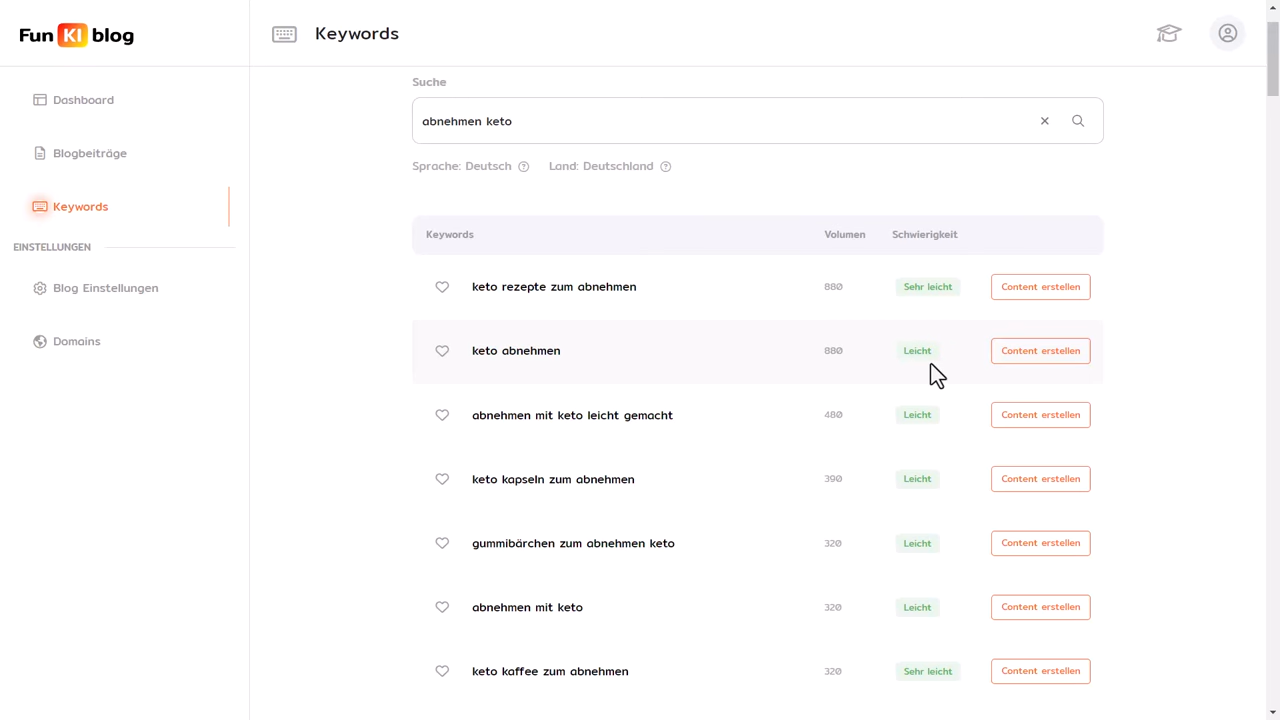 Fun KI blog
Keywords
Dashboard
Blogbeiträge
Keywords
EINSTELLUNGEN
Blog Einstellungen
Domains
Suche
abnehmen keto
Sprache: Deutsch Land: Deutschland
Keywords Volumen Schwierigkeit
keto rezepte zum abnehmen 880 Sehr leicht Content erstellen
keto abnehmen 880 Leicht Content erstellen
abnehmen mit keto leicht gemacht 480 Leicht Content erstellen
keto kapseln zum abnehmen 390 Leicht Content erstellen
gummibärchen zum abnehmen keto 320 Leicht Content erstellen
abnehmen mit keto 320 Leicht Content erstellen
keto kaffee zum abnehmen 320 Sehr leicht Content erstellen